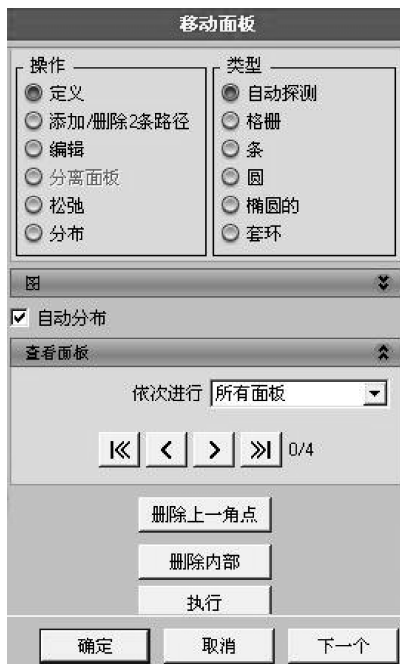 移动面板
操作
定义
添加/删除2条路径
编辑
分离面板
松弛
分布
类型
自动探测
格栅
条
圆
椭圆的
套环
图
自动分布
查看面板
依次进行 所有面板
0/4
删除上一角点
删除内部
执行
确定 取消 下一个